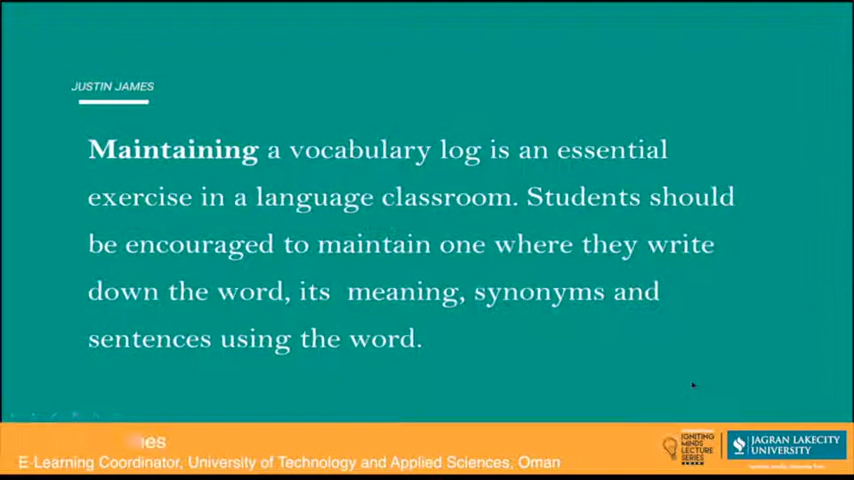 JUSTIN JAMES
Maintaining a vocabulary log is an essential
exercise in a language classroom. Students should
be encouraged to maintain one where they write
down the word, its meaning, synonyms and
sentences using the word.
E-Learning Coordinator, University of Technology and Applied Sciences, Oman
IGNITING
MINDS
LECTURE
SERIES
JAGRAN LAKECITY
UNIVERSITY